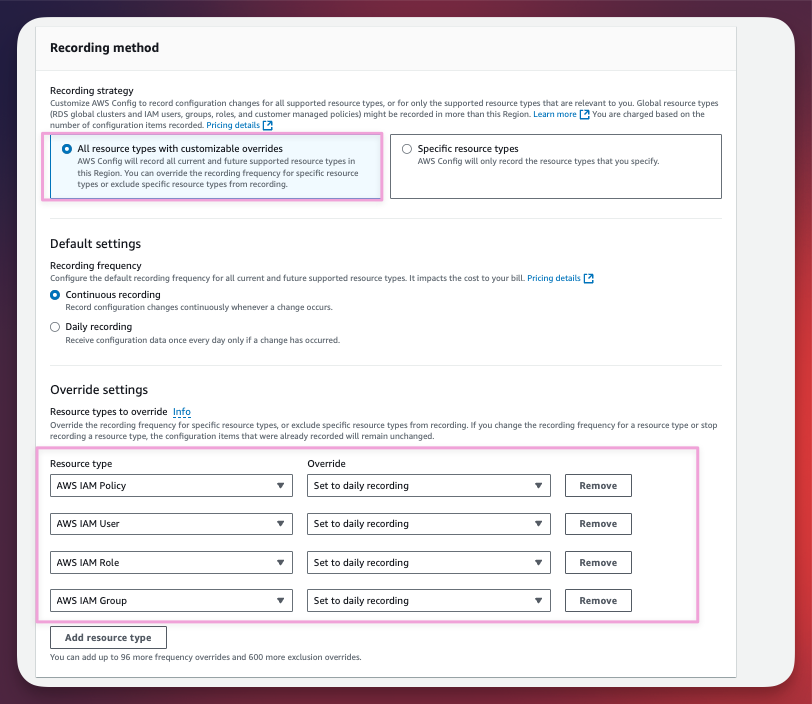 Recording method
Recording strategy
Customize AWS Config to record configuration changes for all supported resource types, or for only the supported resource types that are relevant to you. Global resource types
(RDS global clusters and IAM users, groups, roles, and customer managed policies) might be recorded in more than this Region. Learn more You are charged based on the
number of configuration items recorded. Pricing details
All resource types with customizable overrides
AWS Config will record all current and future supported resource types in
this Region. You can override the recording frequency for specific resource
types or exclude specific resource types from recording.
Specific resource types
AWS Config will only record the resource types that you specify.
Default settings
Recording frequency
Configure the default recording frequency for all current and future supported resource types. It impacts the cost to your bill. Pricing details
Continuous recording
Record configuration changes continuously whenever a change occurs.
Daily recording
Receive configuration data once every day only if a change has occurred.
Override settings
Resource types to override Info
Override the recording frequency for specific resource types, or exclude specific resource types from recording. If you change the recording frequency for a resource type or stop
recording a resource type, the configuration items that were already recorded will remain unchanged.
Resource type Override
AWS IAM Policy Set to daily recording Remove
AWS IAM User Set to daily recording Remove
AWS IAM Role Set to daily recording Remove
AWS IAM Group Set to daily recording Remove
Add resource type
You can add up to 96 more frequency overrides and 600 more exclusion overrides.